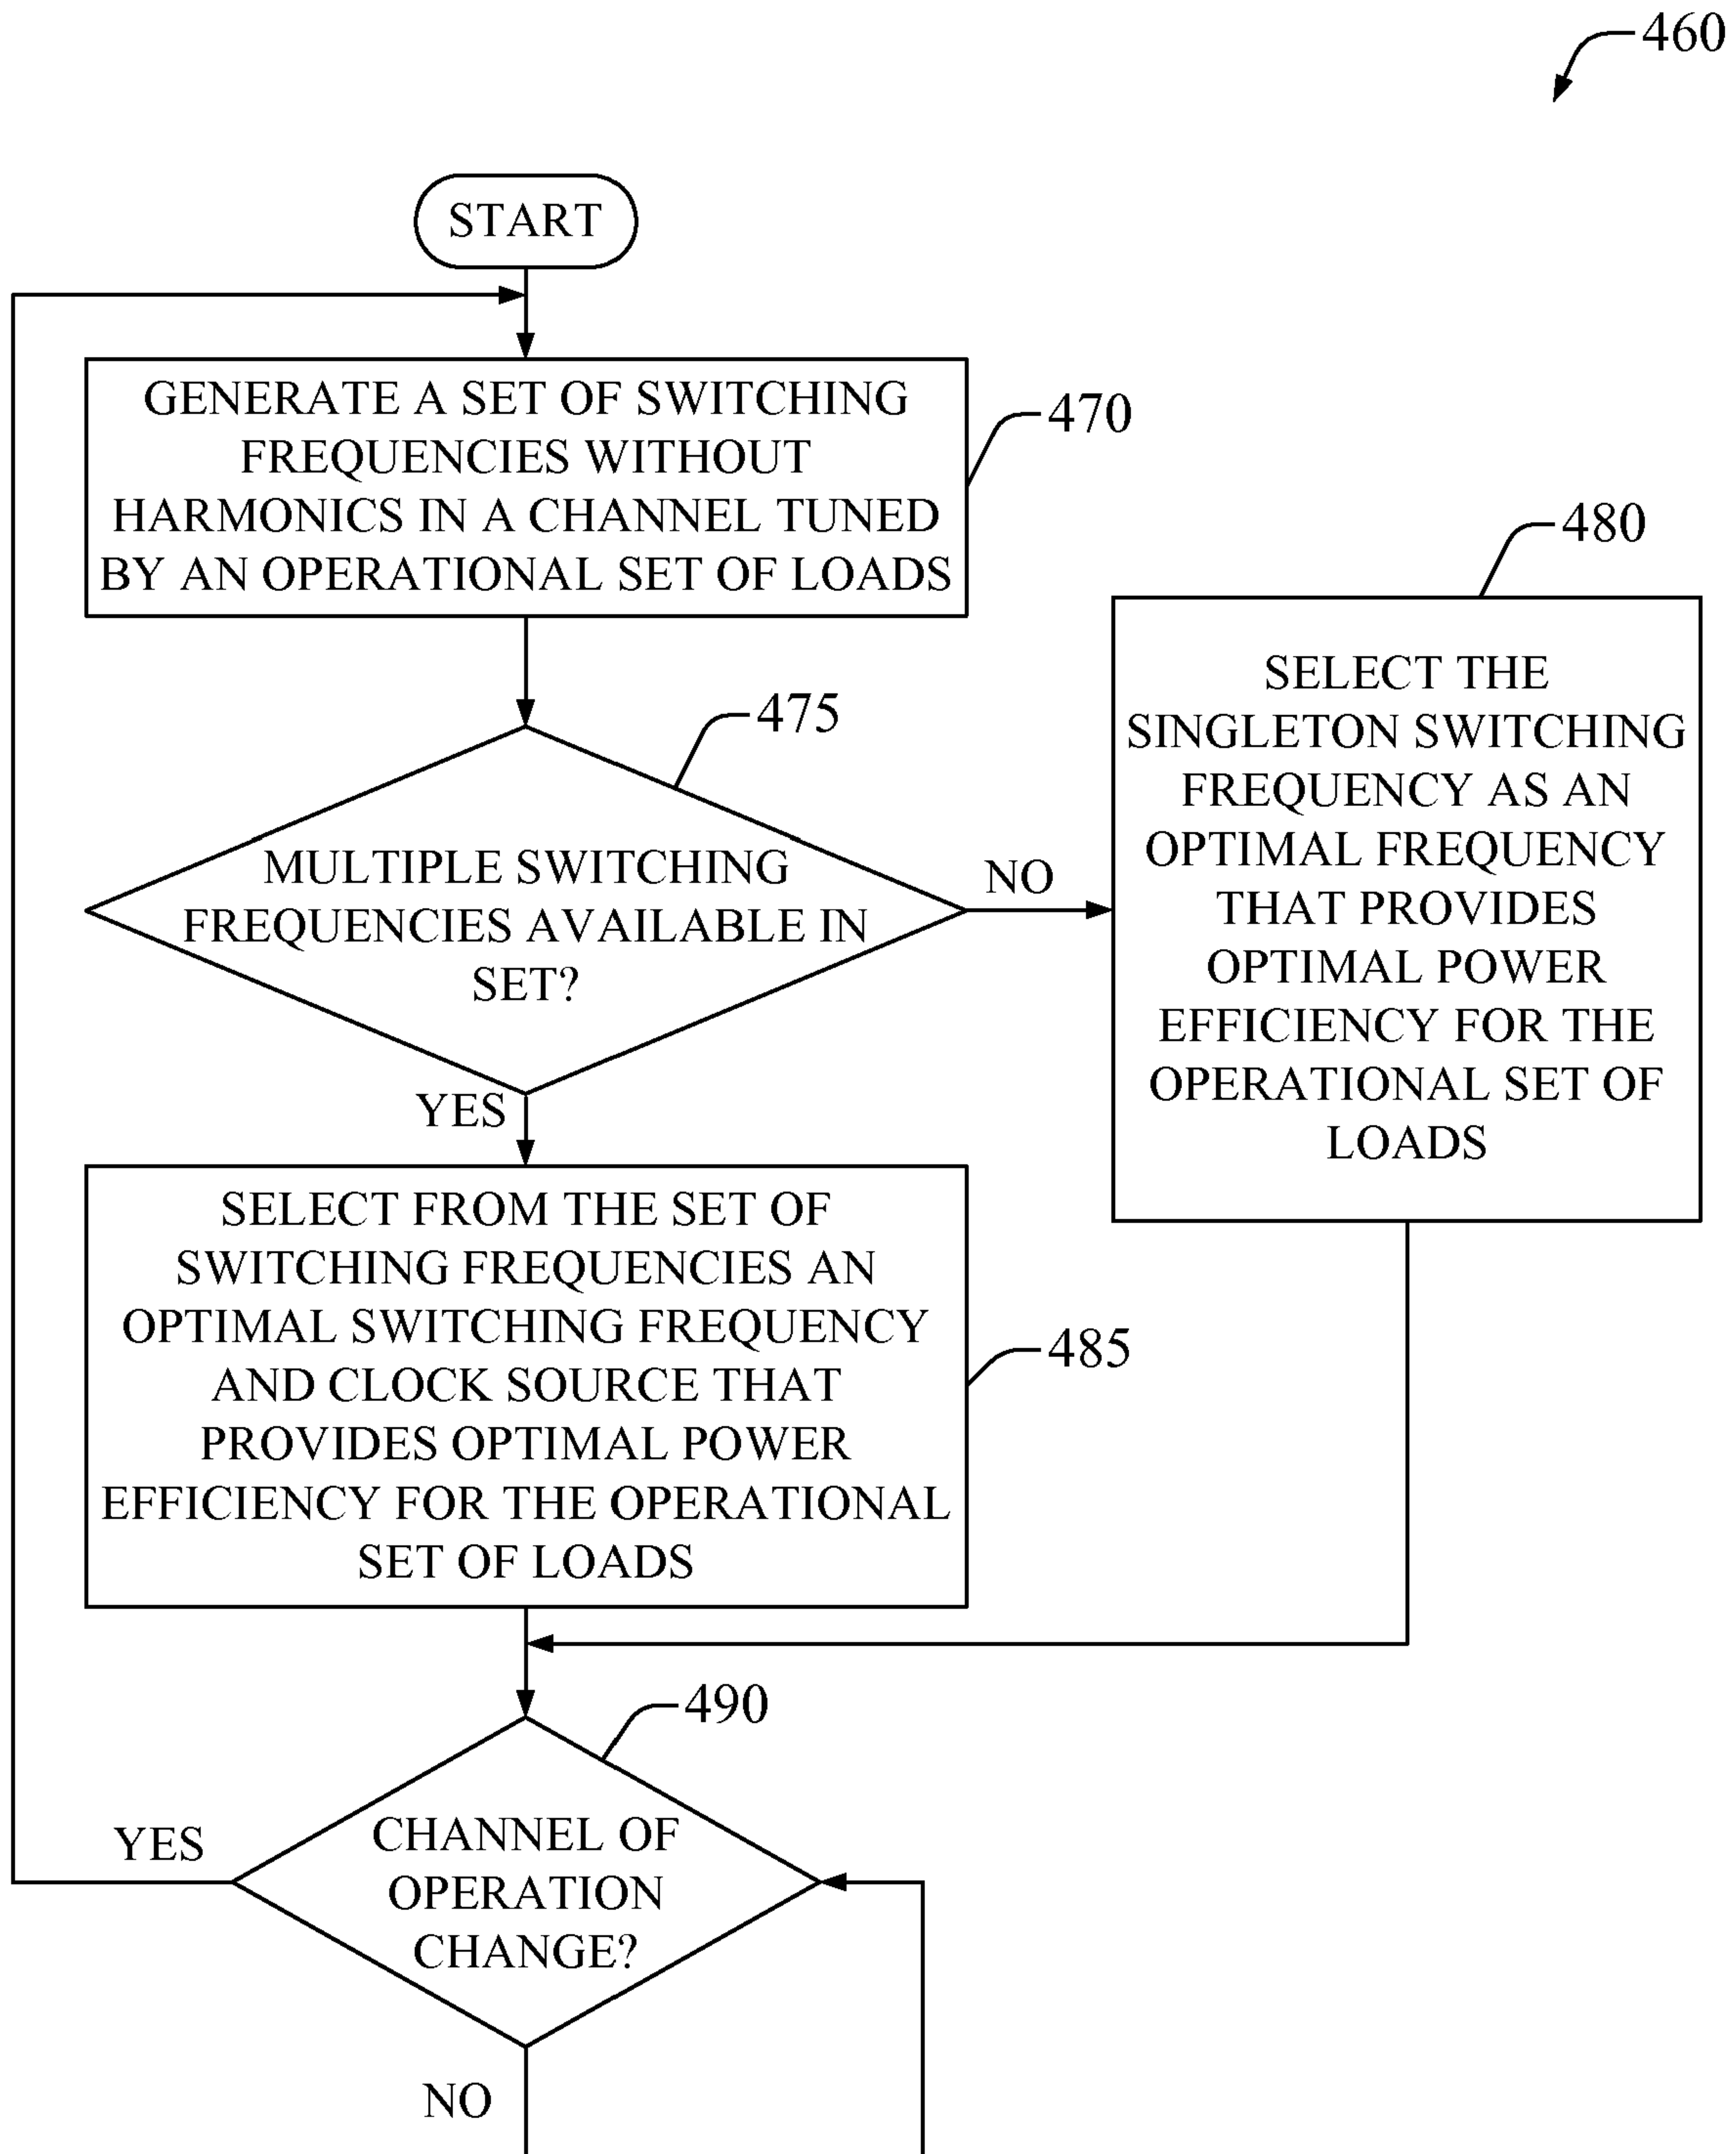 460
START
GENERATE A SET OF SWITCHING
FREQUENCIES WITHOUT
HARMONICS IN A CHANNEL TUNED
BY AN OPERATIONAL SET OF LOADS
470
475
MULTIPLE SWITCHING
FREQUENCIES AVAILABLE IN
SET?
NO
480
SELECT THE
SINGLETON SWITCHING
FREQUENCY AS AN
OPTIMAL FREQUENCY
THAT PROVIDES
OPTIMAL POWER
EFFICIENCY FOR THE
OPERATIONAL SET OF
LOADS
YES
SELECT FROM THE SET OF
SWITCHING FREQUENCIES AN
OPTIMAL SWITCHING FREQUENCY
AND CLOCK SOURCE THAT
PROVIDES OPTIMAL POWER
EFFICIENCY FOR THE OPERATIONAL
SET OF LOADS
485
490
CHANNEL OF
OPERATION
CHANGE?
YES
NO